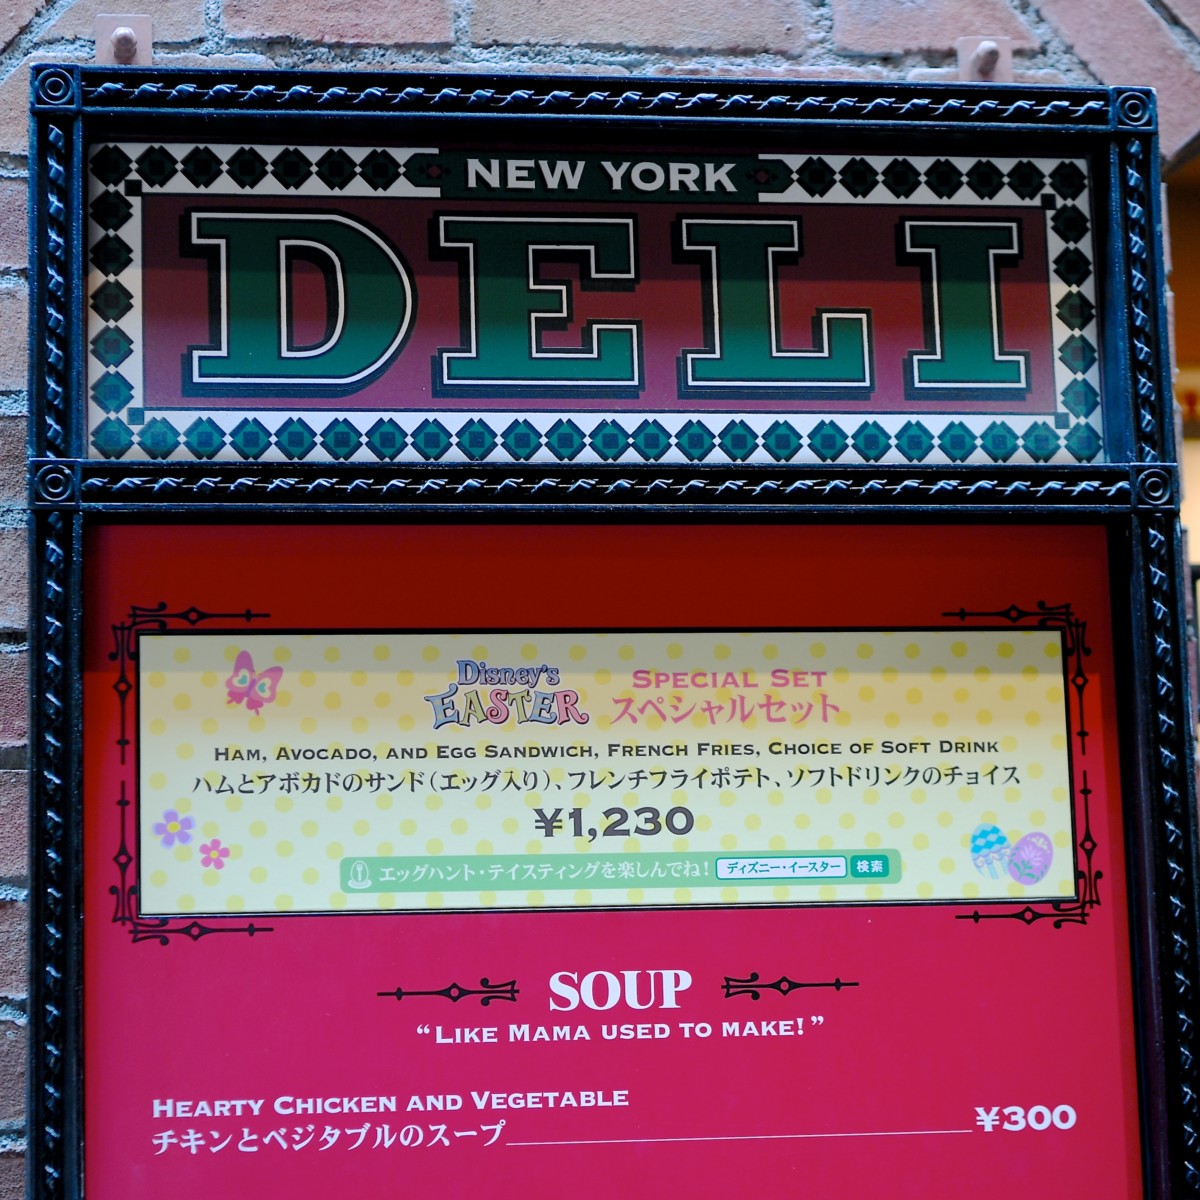 NEW YORK
DELI
Disney's
EASTER
SPECIAL SET
スペシャルセット
HAM, AVOCADO, AND EGG SANDWICH, FRENCH FRIES, CHOICE OF SOFT DRINK
ハムとアボカドのサンド(エッグ入り)、フレンチフライポテト、ソフトドリンクのチョイス
¥1,230
エッグハント・テイスティングを楽しんでね! ディズニー・イースター 検索
SOUP
“LIKE MAMA USED TO MAKE!”
HEARTY CHICKEN AND VEGETABLE
チキンとベジタブルのスープ ¥300